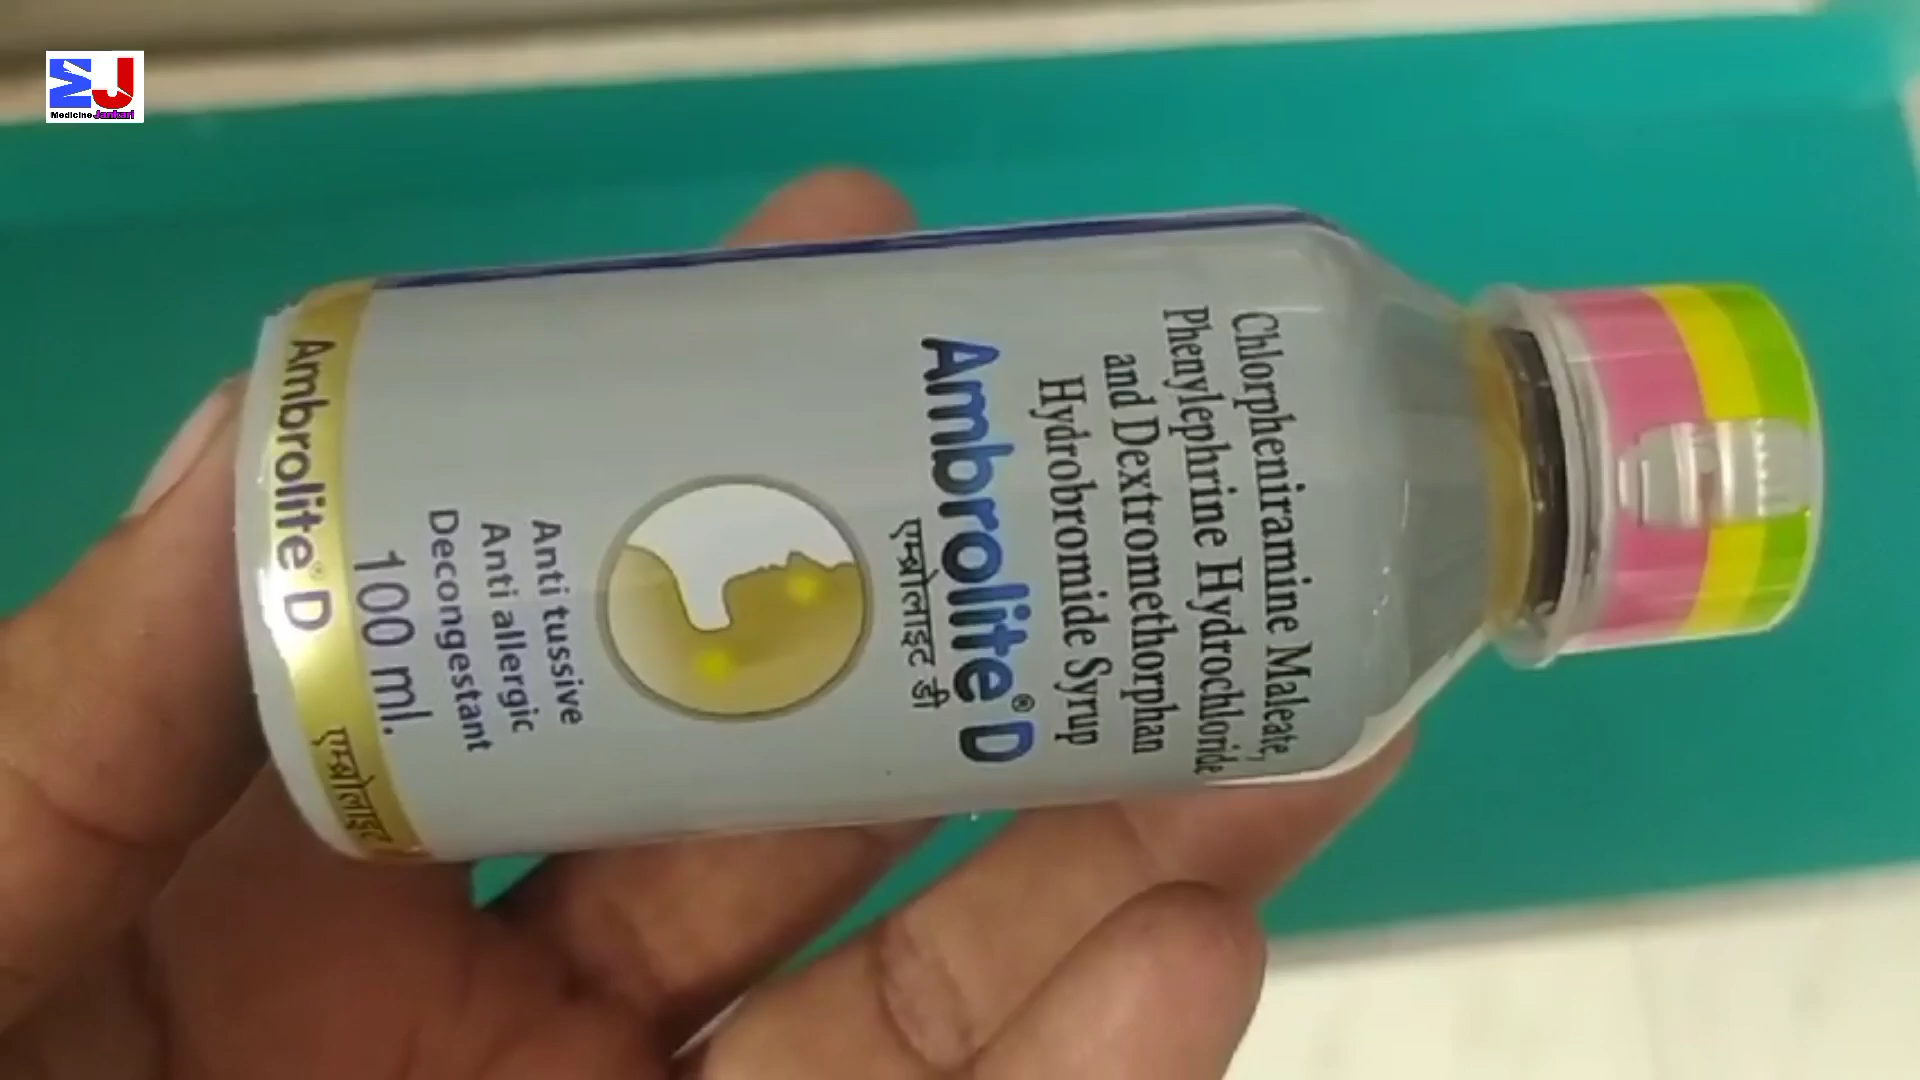 MJ
Medicine Jankari
Chlorpheniramine Maleate,
Phenylephrine Hydrochloride
and Dextromethorphan
Hydrobromide Syrup
Ambrolite® D
एम्ब्रोलाइट डी
Anti tussive
Anti allergic
Decongestant
100 ml.
Ambrolite® D एम्ब्रोलाइट